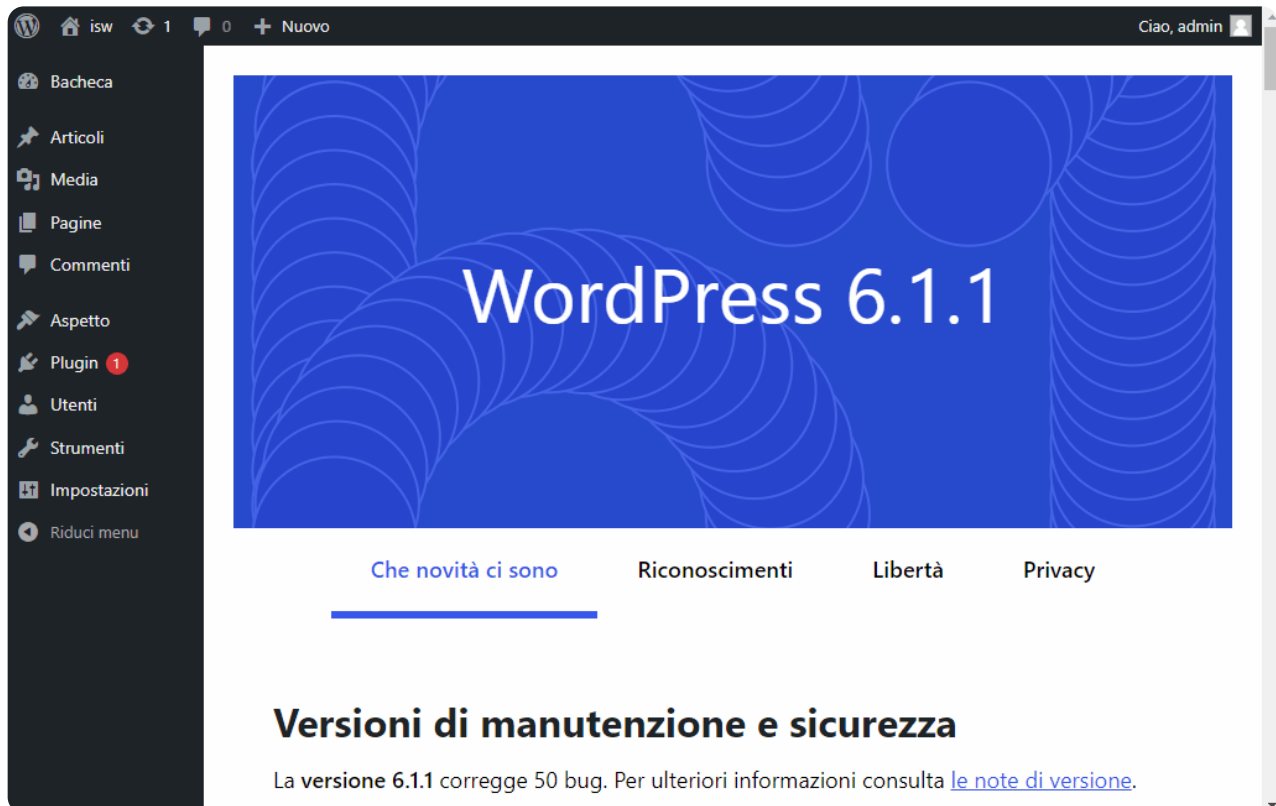 isw 1 0 + Nuovo Ciao, admin
Bacheca
Articoli
Media
Pagine
Commenti
Aspetto
Plugin 1
Utenti
Strumenti
Impostazioni
Riduci menu
WordPress 6.1.1
Che novità ci sono Riconoscimenti Libertà Privacy
Versioni di manutenzione e sicurezza
La versione 6.1.1 corregge 50 bug. Per ulteriori informazioni consulta le note di versione.